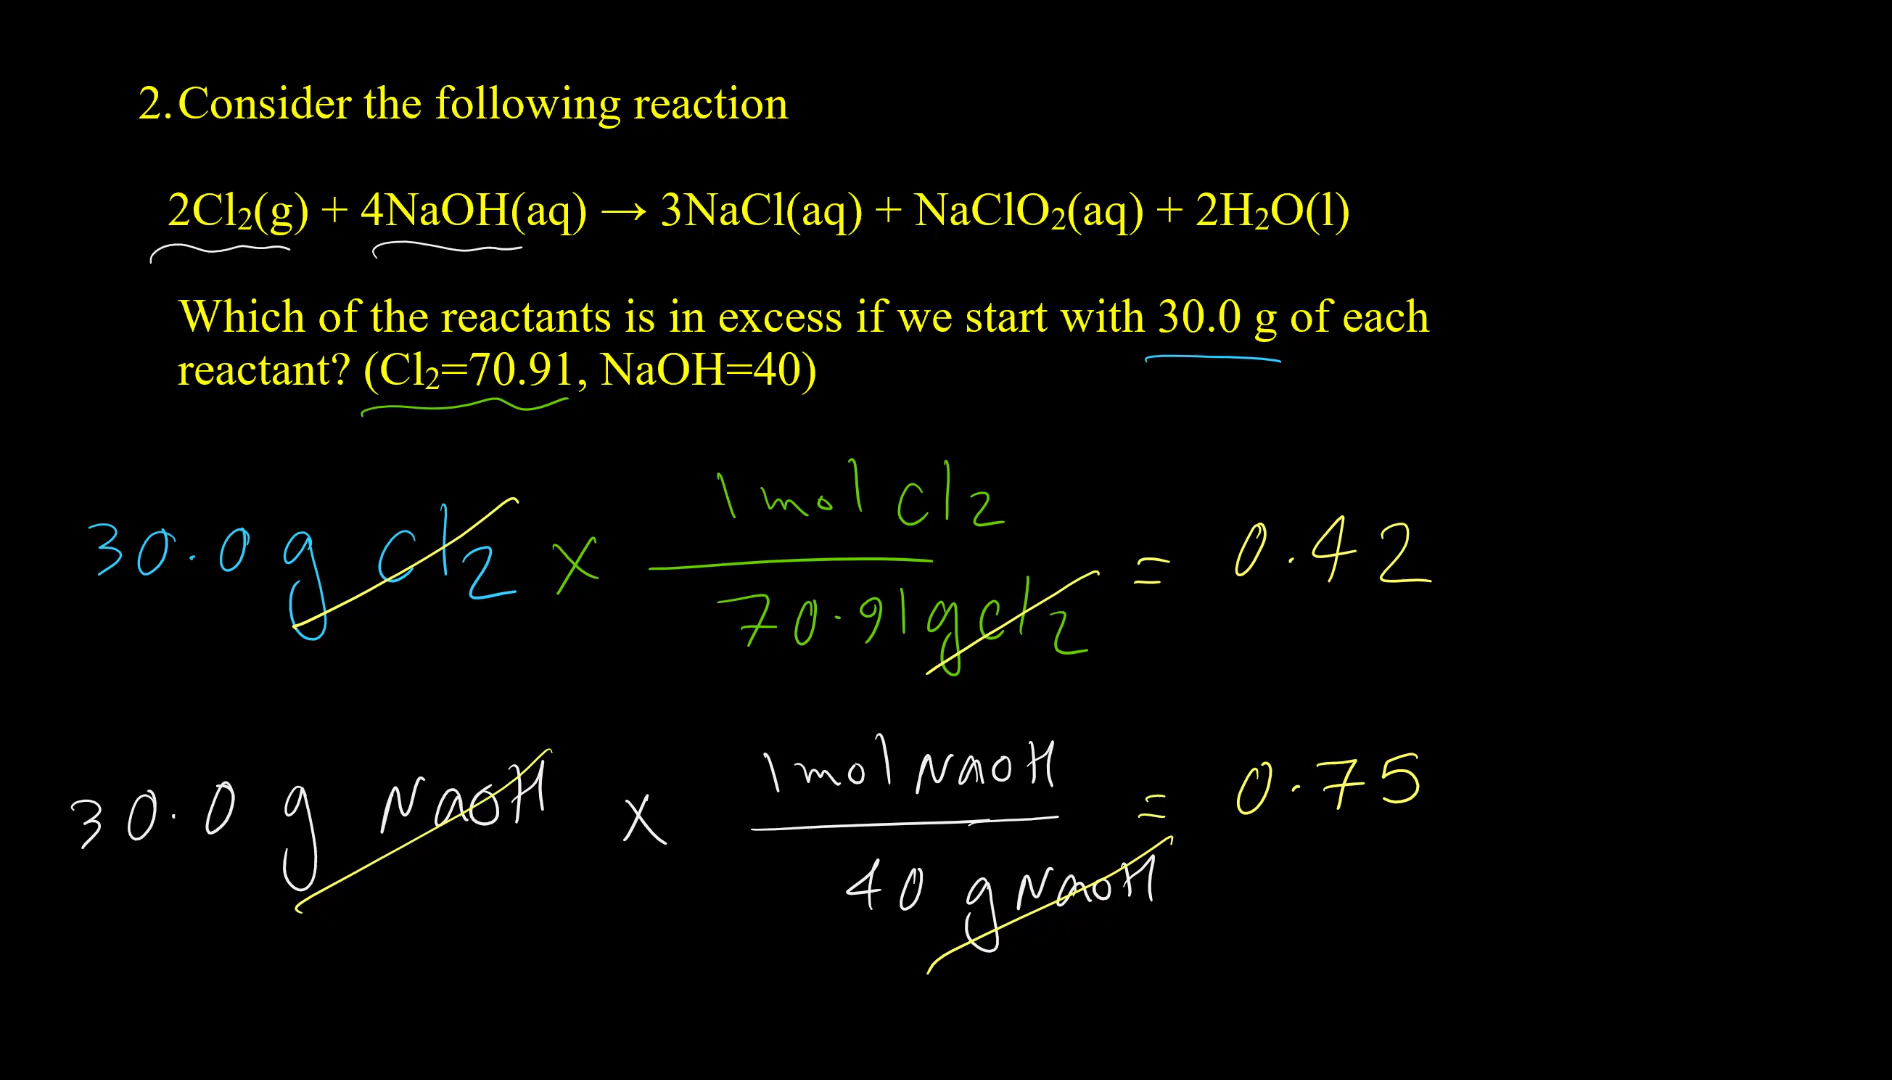 2. Consider the following reaction
2Cl₂(g) + 4NaOH(aq) → 3NaCl(aq) + NaClO₂(aq) + 2H₂O(l)
Which of the reactants is in excess if we start with 30.0 g of each
reactant? (Cl₂=70.91, NaOH=40)
1 mol Cl2
30.0 g Cl2 x = 0.42
70.91 g Cl2
1 mol NaOH
30.0 g NaOH x = 0.75
40 g NaOH